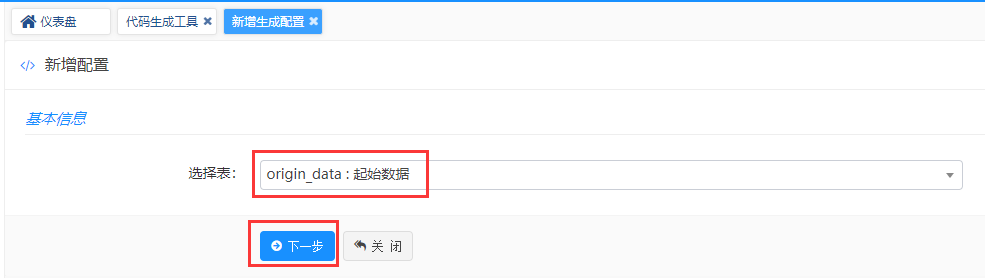 仪表盘 代码生成工具 新增生成配置
新增配置
基本信息
选择表: origin_data : 起始数据
下一步 关 闭